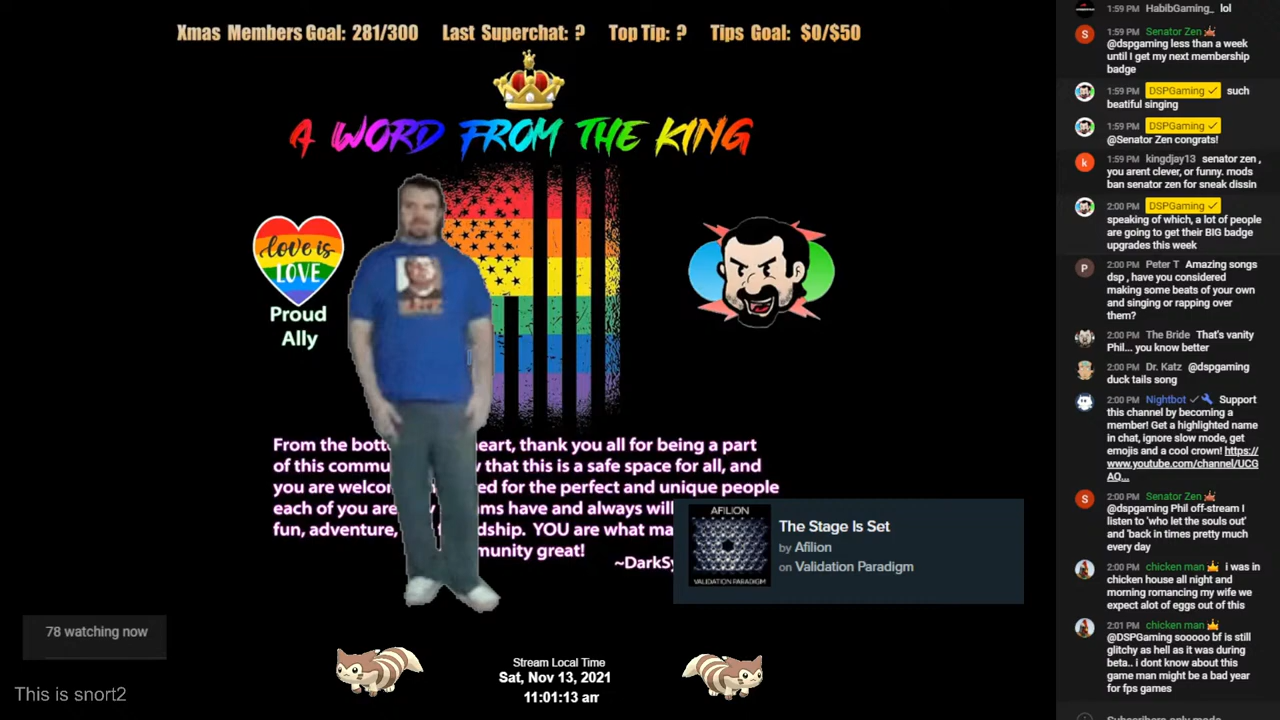 Xmas Members Goal: 281/300 Last Superchat: ? Top Tip: ? Tips Goal: $0/$50
A WORD FROM THE KING
love is
LOVE
Proud
Ally
From the bott eart, thank you all for being a part
of this commu that this is a safe space for all, and
you are welco ed for the perfect and unique people
each of you are ams have and always will
fun, adventure, dship. YOU are what ma
munity great!
~DarkSy
AFILION
VALIDATION PARADIGM
The Stage Is Set
by Afilion
on Validation Paradigm
78 watching now
This is snort2
Stream Local Time
Sat, Nov 13, 2021
11:01:13 am
1:59 PM HabibGaming_ lol
S 1:59 PM Senator Zen
@dspgaming less than a week
until I get my next membership
badge
1:59 PM DSPGaming ✓ such
beatiful singing
1:59 PM DSPGaming ✓
@Senator Zen congrats!
k 1:59 PM kingdjay13 senator zen ,
you arent clever, or funny. mods
ban senator zen for sneak dissin
2:00 PM DSPGaming ✓
speaking of which, a lot of people
are going to get their BIG badge
upgrades this week
P 2:00 PM Peter T Amazing songs
dsp , have you considered
making some beats of your own
and singing or rapping over
them?
2:00 PM The Bride That's vanity
Phil... you know better
2:00 PM Dr. Katz @dspgaming
duck tails song
2:00 PM Nightbot ✓ Support
this channel by becoming a
member! Get a highlighted name
in chat, ignore slow mode, get
emojis and a cool crown! https://
www.youtube.com/channel/UCG
AQ...
S 2:00 PM Senator Zen
@dspgaming Phil off-stream I
listen to 'who let the souls out'
and 'back in times pretty much
every day
2:00 PM chicken man i was in
chicken house all night and
morning romancing my wife we
expect alot of eggs out of this
2:01 PM chicken man
@DSPGaming sooooo bf is still
glitchy as hell as it was during
beta.. i dont know about this
game man might be a bad year
for fps games
Subscribers-only mode